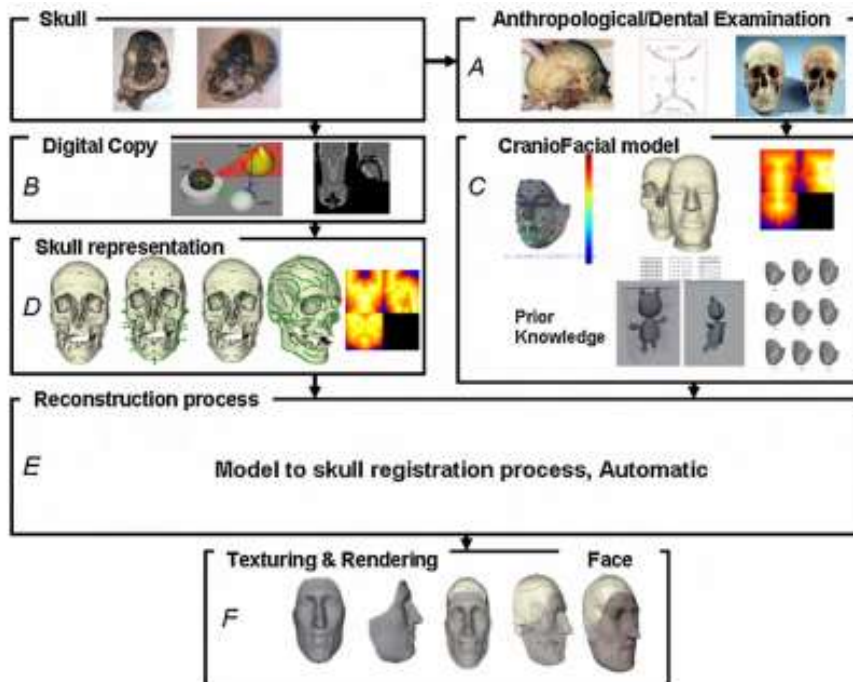 Skull
Anthropological/Dental Examination
A
Digital Copy
B
CranioFacial model
C
Skull representation
D
Prior
Knowledge
Reconstruction process
E
Model to skull registration process, Automatic
Texturing & Rendering
Face
F